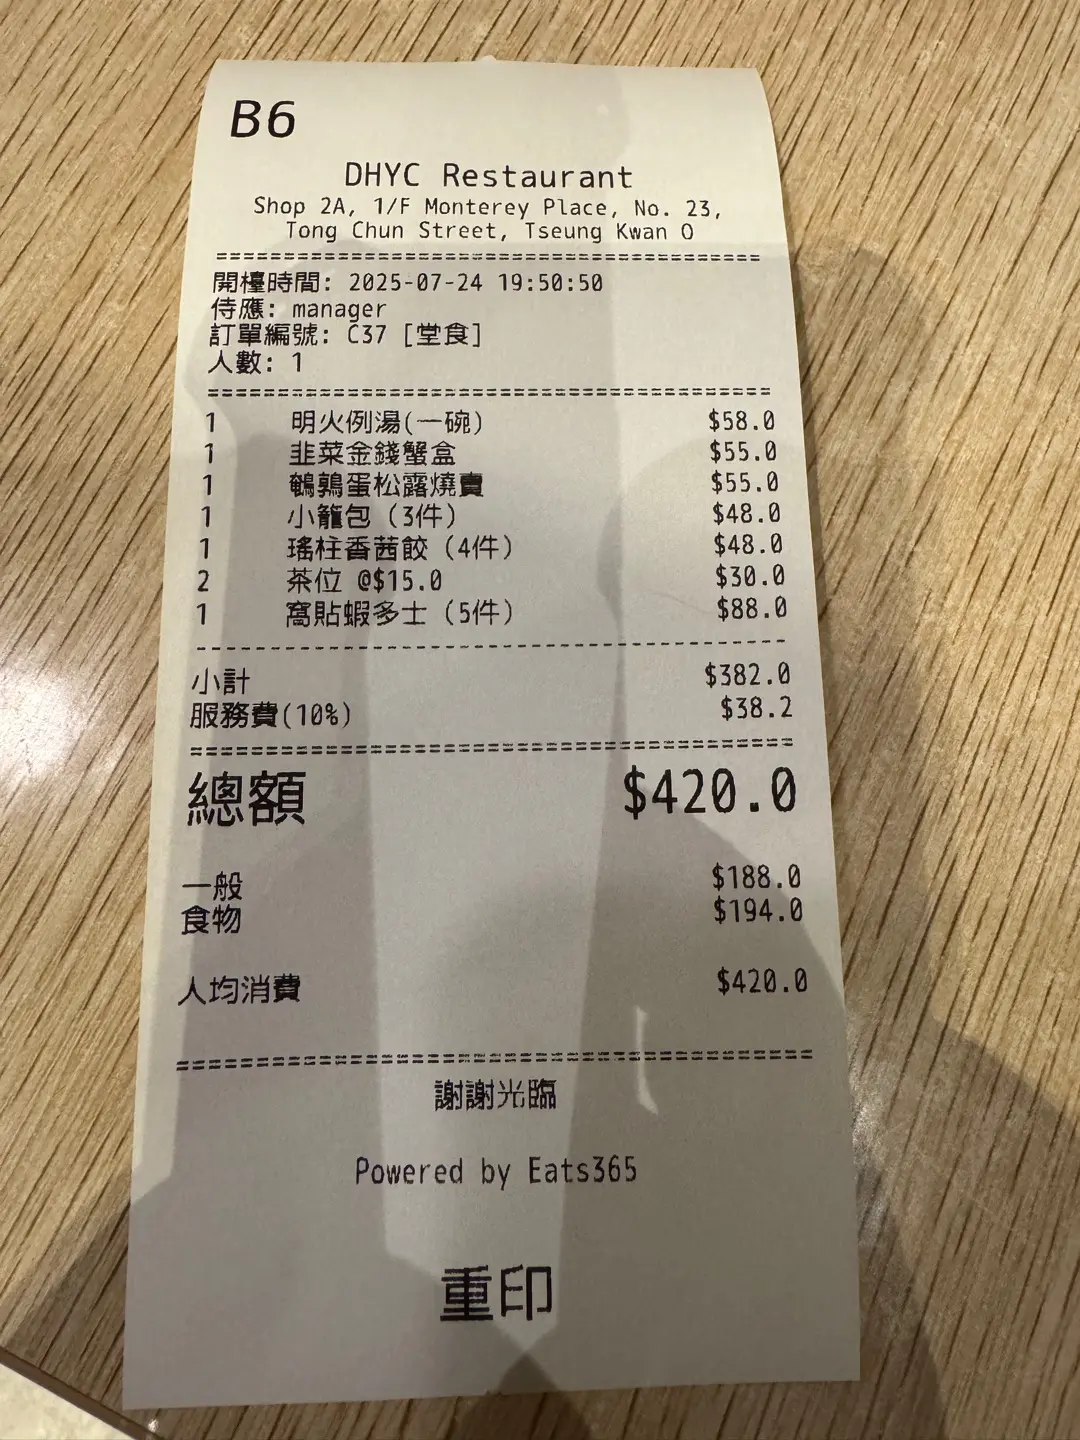 B6
DHYC Restaurant
Shop 2A, 1/F Monterey Place, No. 23,
Tong Chun Street, Tseung Kwan O
開檯時間: 2025-07-24 19:50:50
侍應: manager
訂單編號: C37 [堂食]
人數: 1
1 明火例湯(一碗) $58.0
1 韭菜金錢蟹盒 $55.0
1 鵪鶉蛋松露燒賣 $55.0
1 小籠包 (3件) $48.0
1 瑤柱香茜餃 (4件) $48.0
2 茶位 @$15.0 $30.0
1 窩貼蝦多士 (5件) $88.0
小計 $382.0
服務費(10%) $38.2
總額 $420.0
一般 $188.0
食物 $194.0
人均消費 $420.0
謝謝光臨
Powered by Eats365
重印